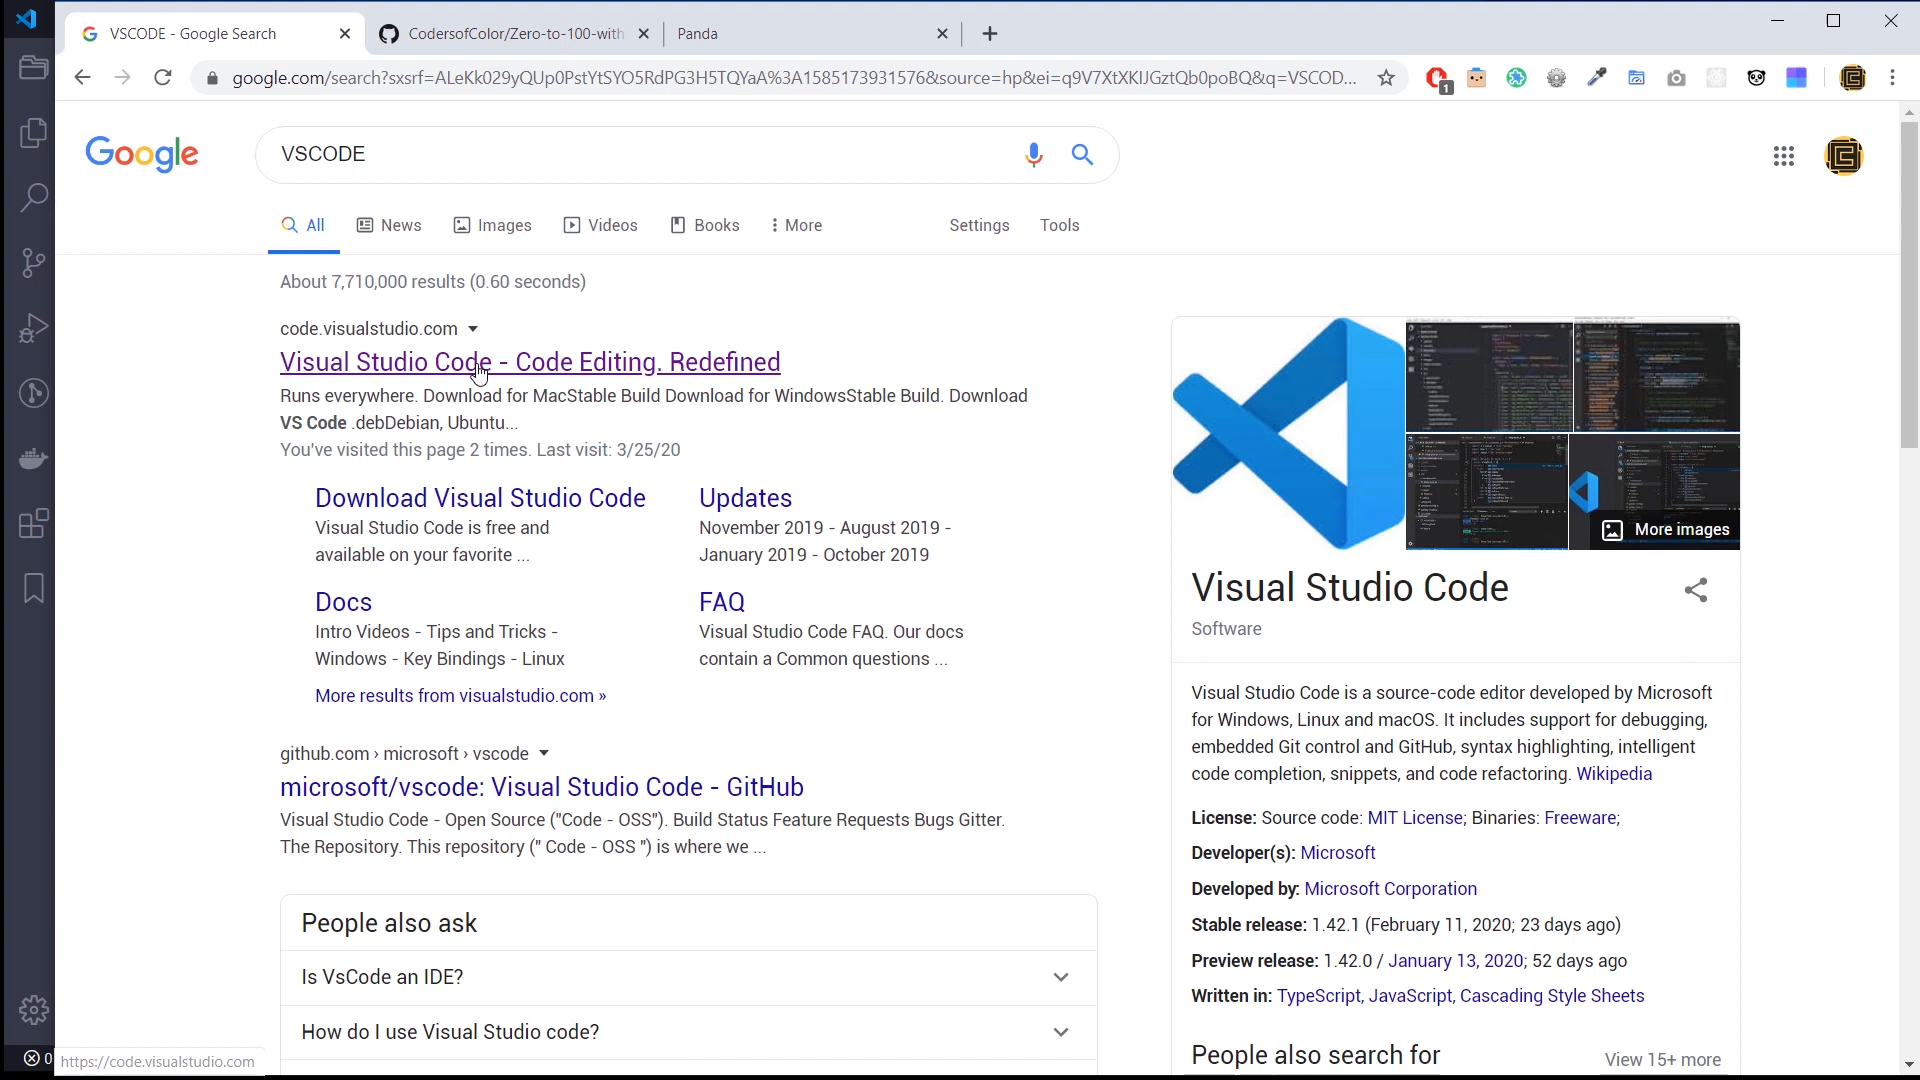 VSCODE - Google Search
CodersofColor/Zero-to-100-with
Panda
google.com/search?sxsrf=ALeKk029yQUp0PstYtSYO5RdPG3H5TQYaA%3A1585173931576&source=hp&ei=q9V7XtXKIJGztQb0poBQ&q=VSCOD...
1
Google
VSCODE
All
News
Images
Videos
Books
More
Settings
Tools
About 7,710,000 results (0.60 seconds)
code.visualstudio.com
Visual Studio Code - Code Editing. Redefined
Runs everywhere. Download for MacStable Build Download for WindowsStable Build. Download
VS Code .debDebian, Ubuntu...
You've visited this page 2 times. Last visit: 3/25/20
Download Visual Studio Code
Visual Studio Code is free and
available on your favorite ...
Updates
November 2019 - August 2019 -
January 2019 - October 2019
Docs
Intro Videos - Tips and Tricks -
Windows - Key Bindings - Linux
FAQ
Visual Studio Code FAQ. Our docs
contain a Common questions ...
More results from visualstudio.com »
github.com › microsoft › vscode
microsoft/vscode: Visual Studio Code - GitHub
Visual Studio Code - Open Source ("Code - OSS"). Build Status Feature Requests Bugs Gitter.
The Repository. This repository (" Code - OSS ") is where we ...
People also ask
Is VsCode an IDE?
How do I use Visual Studio code?
More images
Visual Studio Code
Software
Visual Studio Code is a source-code editor developed by Microsoft
for Windows, Linux and macOS. It includes support for debugging,
embedded Git control and GitHub, syntax highlighting, intelligent
code completion, snippets, and code refactoring. Wikipedia
License: Source code: MIT License; Binaries: Freeware;
Developer(s): Microsoft
Developed by: Microsoft Corporation
Stable release: 1.42.1 (February 11, 2020; 23 days ago)
Preview release: 1.42.0 / January 13, 2020; 52 days ago
Written in: TypeScript, JavaScript, Cascading Style Sheets
People also search for
View 15+ more
0
https://code.visualstudio.com